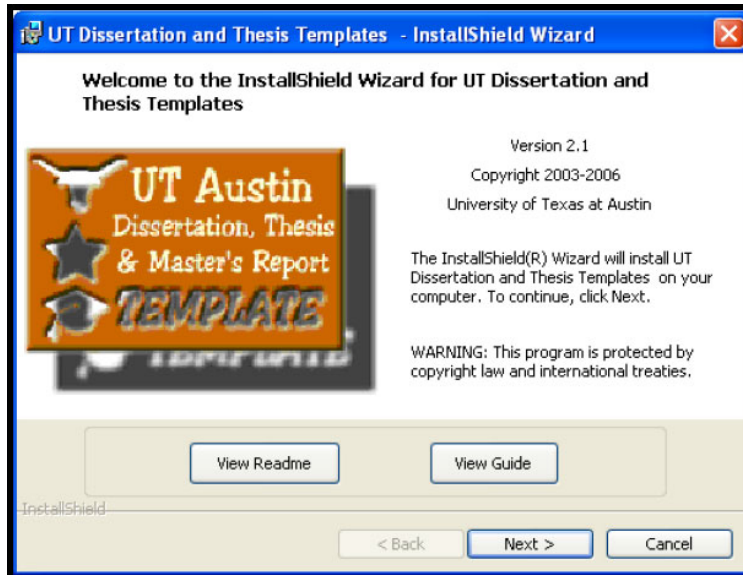 UT Dissertation and Thesis Templates - InstallShield Wizard
Welcome to the InstallShield Wizard for UT Dissertation and
Thesis Templates
UT Austin
Dissertation, Thesis
& Master's Report
TEMPLATE
TEMPLATE
Version 2.1
Copyright 2003-2006
University of Texas at Austin
The InstallShield(R) Wizard will install UT
Dissertation and Thesis Templates on your
computer. To continue, click Next.
WARNING: This program is protected by
copyright law and international treaties.
View Readme
View Guide
InstallShield
< Back
Next >
Cancel